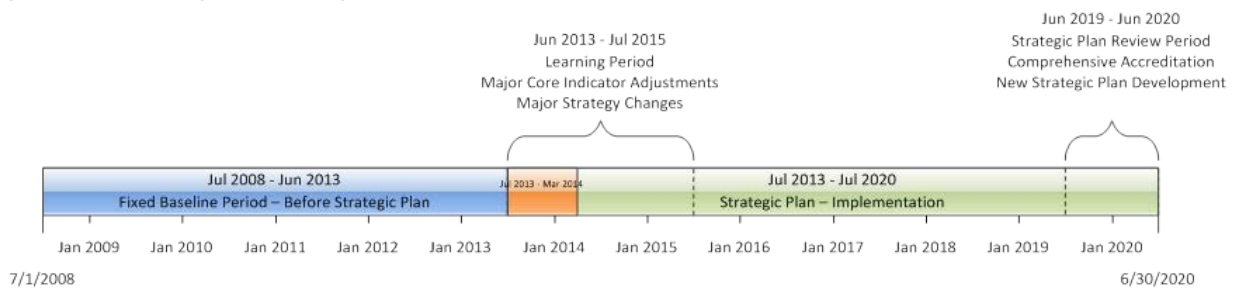 Jun 2019 - Jun 2020
Strategic Plan Review Period
Comprehensive Accreditation
New Strategic Plan Development
Jun 2013 - Jul 2015
Learning Period
Major Core Indicator Adjustments
Major Strategy Changes
Jul 2008 - Jun 2013
Fixed Baseline Period – Before Strategic Plan
Jul 2013 - Mar 2014
Jul 2013 - Jul 2020
Strategic Plan – Implementation
Jan 2009 Jan 2010 Jan 2011 Jan 2012 Jan 2013 Jan 2014 Jan 2015 Jan 2016 Jan 2017 Jan 2018 Jan 2019 Jan 2020
7/1/2008 6/30/2020